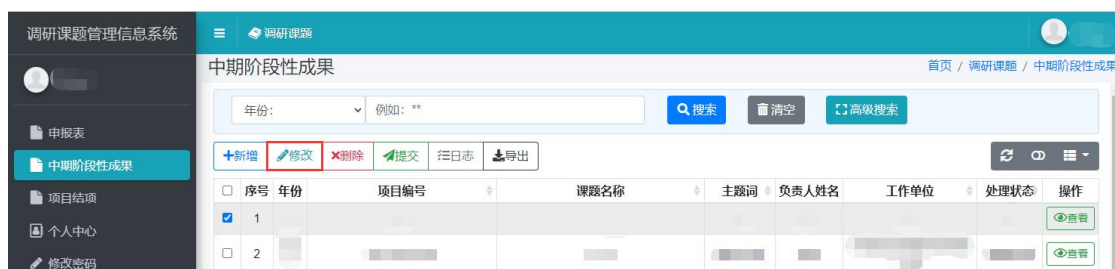 调研课题管理信息系统
调研课题
中期阶段性成果
首页 / 调研课题 / 中期阶段性成果
年份: 例如: ** 搜索 清空 高级搜索
申报表
中期阶段性成果
项目结项
个人中心
修改密码
新增 修改 删除 提交 日志 导出
序号 年份 项目编号 课题名称 主题词 负责人姓名 工作单位 处理状态 操作
1 查看
2 查看